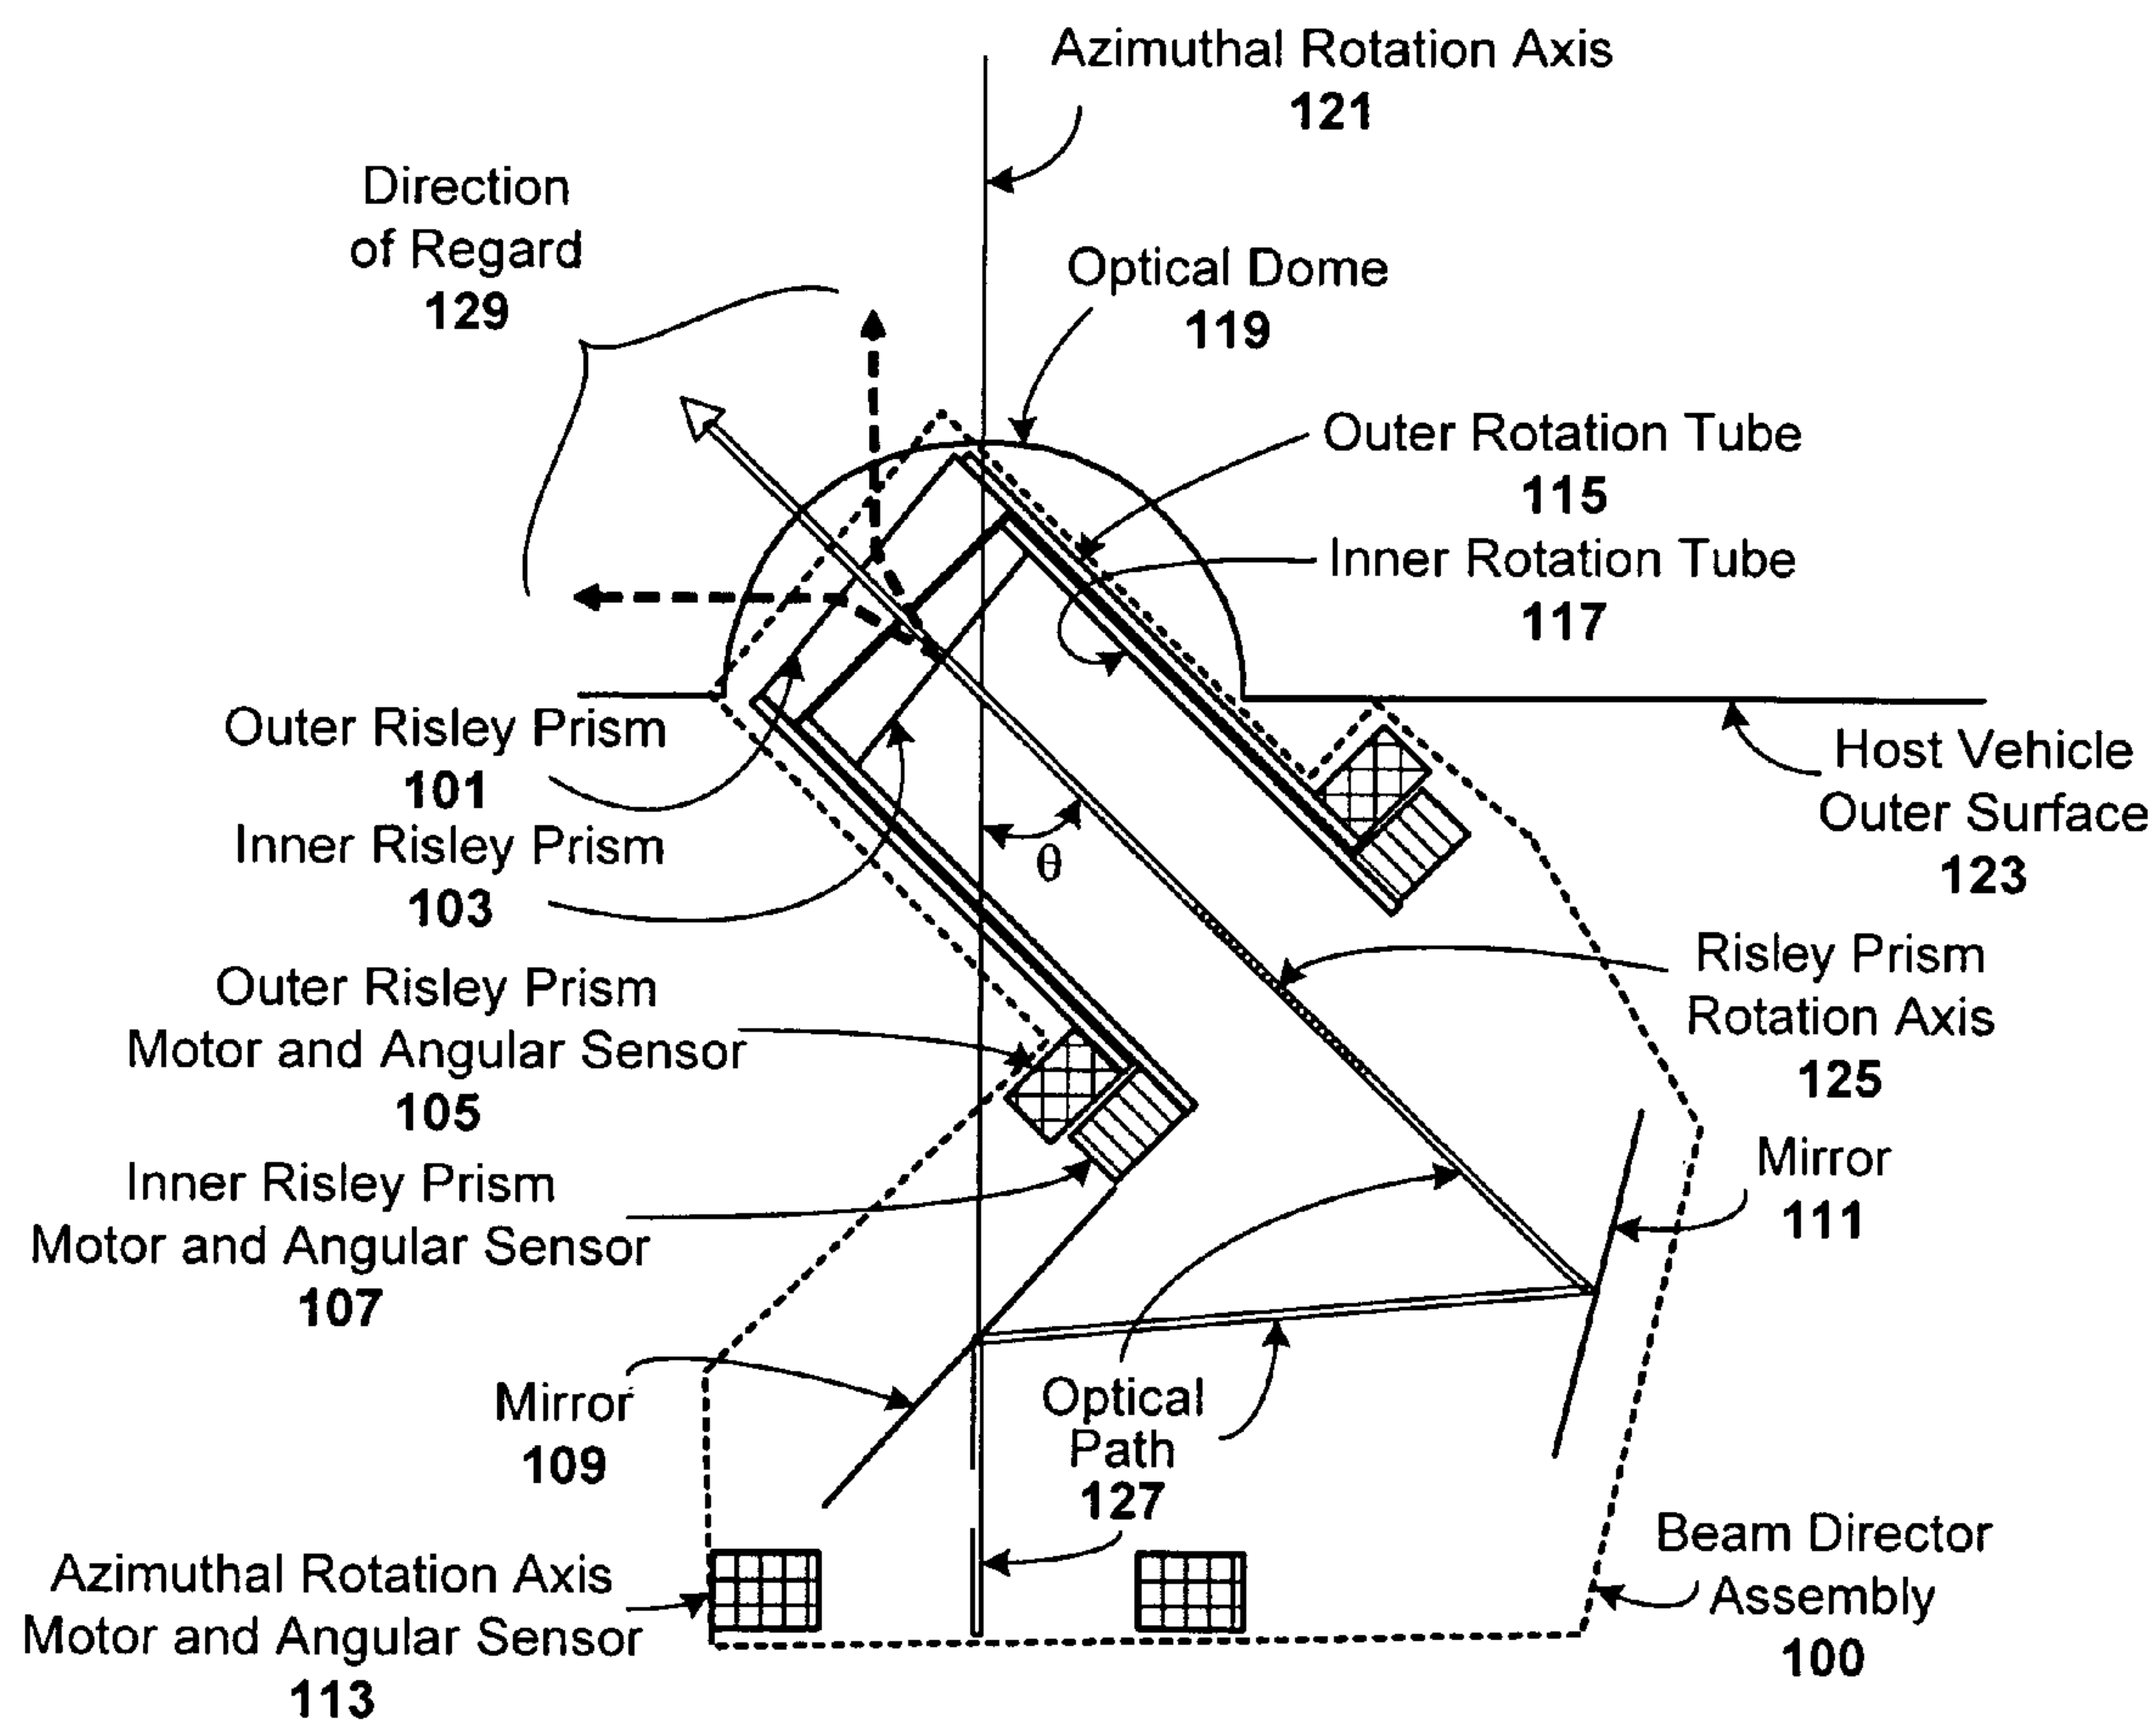 Azimuthal Rotation Axis
121
Direction
of Regard
129
Optical Dome
119
Outer Rotation Tube
115
Inner Rotation Tube
117
Outer Risley Prism
101
Host Vehicle
Outer Surface
123
Inner Risley Prism
103
θ
Outer Risley Prism
Motor and Angular Sensor
105
Risley Prism
Rotation Axis
125
Inner Risley Prism
Motor and Angular Sensor
107
Mirror
111
Mirror
109
Optical
Path
127
Azimuthal Rotation Axis
Motor and Angular Sensor
113
Beam Director
Assembly
100